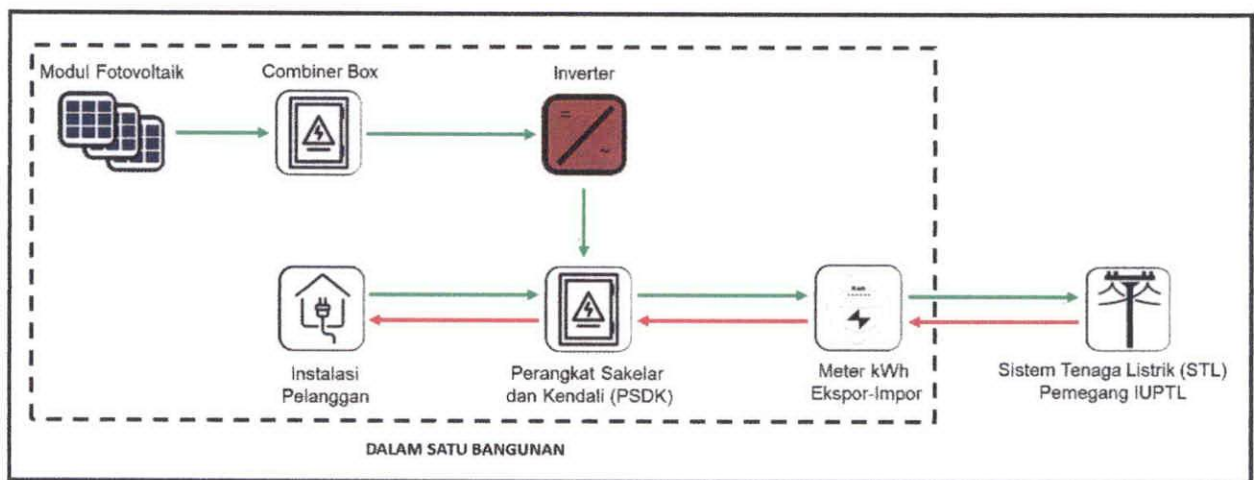 Modul Fotovoltaik
Combiner Box
Inverter
Instalasi
Pelanggan
Perangkat Sakelar
dan Kendali (PSDK)
Meter kWh
Ekspor-Impor
Sistem Tenaga Listrik (STL)
Pemegang IUPTL
DALAM SATU BANGUNAN